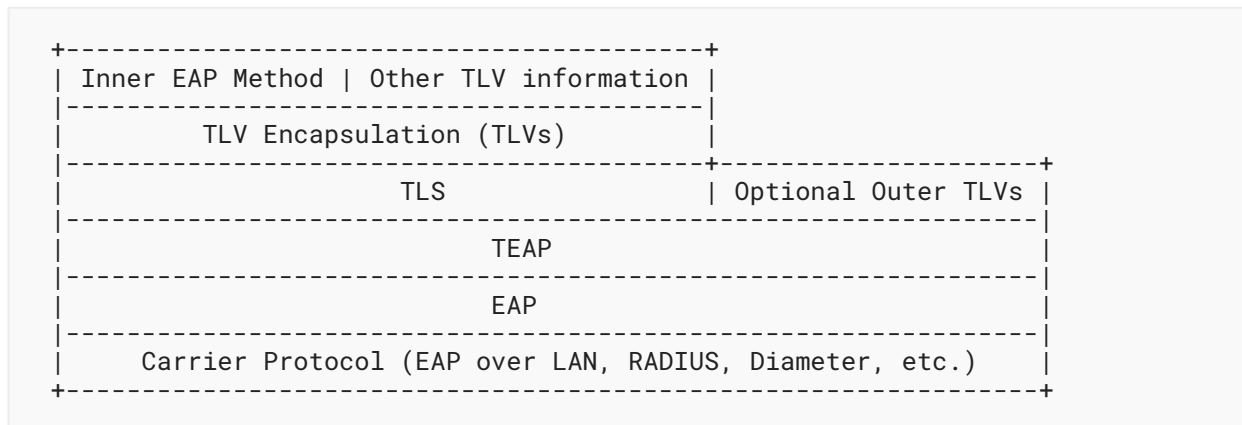 +-------------------------------------------+
| Inner EAP Method | Other TLV information |
|-------------------------------------------|
| TLV Encapsulation (TLVs) |
|-------------------------------------------+---------------------+
| TLS | Optional Outer TLVs |
|-----------------------------------------------------------------|
| TEAP |
|-----------------------------------------------------------------|
| EAP |
|-----------------------------------------------------------------|
| Carrier Protocol (EAP over LAN, RADIUS, Diameter, etc.) |
+-----------------------------------------------------------------+